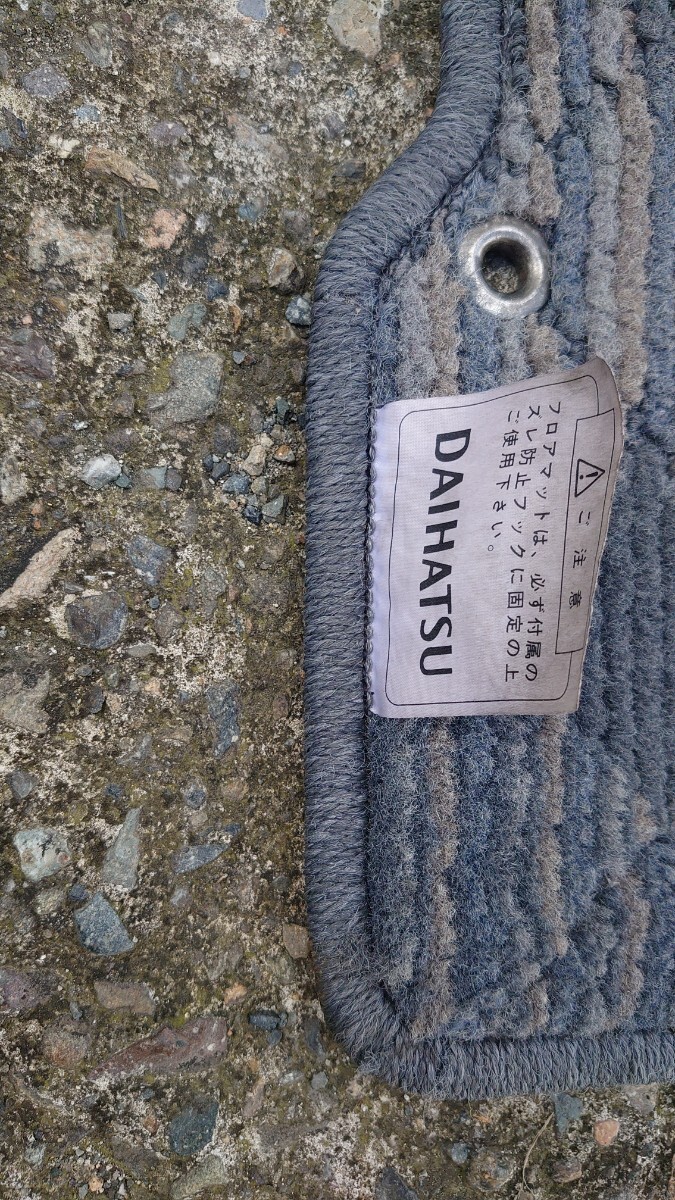 ご注意
フロアマットは、必ず付属の
ズレ防止フックに固定の上
ご使用下さい。
DAIHATSU